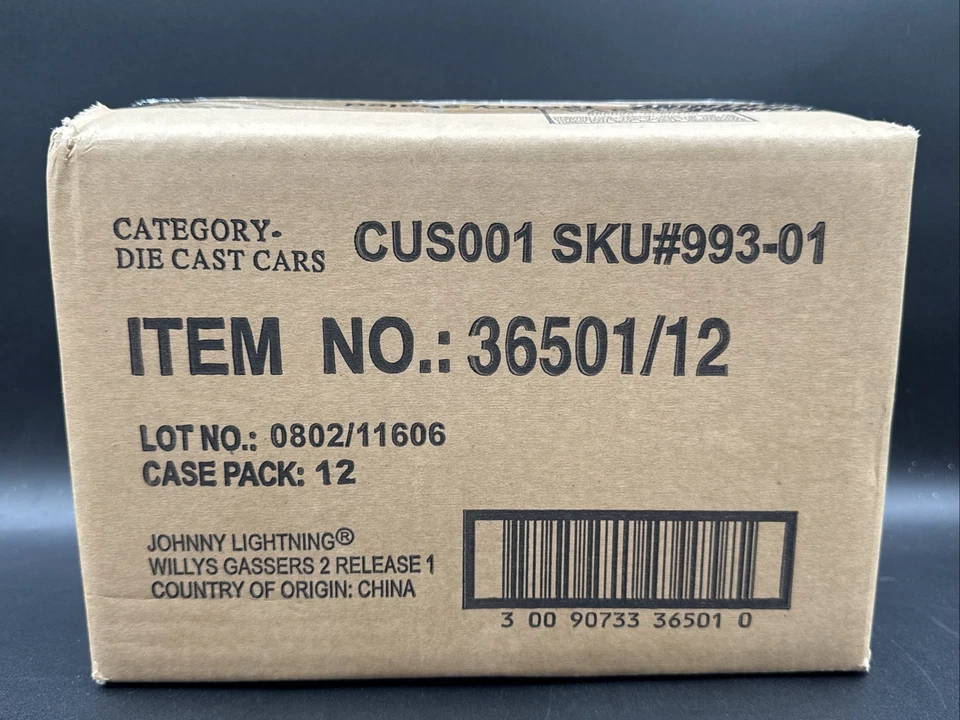 CATEGORY-
DIE CAST CARS
CUS001 SKU#993-01
ITEM NO.: 36501/12
LOT NO.: 0802/11606
CASE PACK: 12
JOHNNY LIGHTNING®
WILLYS GASSERS 2 RELEASE 1
COUNTRY OF ORIGIN: CHINA
3 00 90733 36501 0